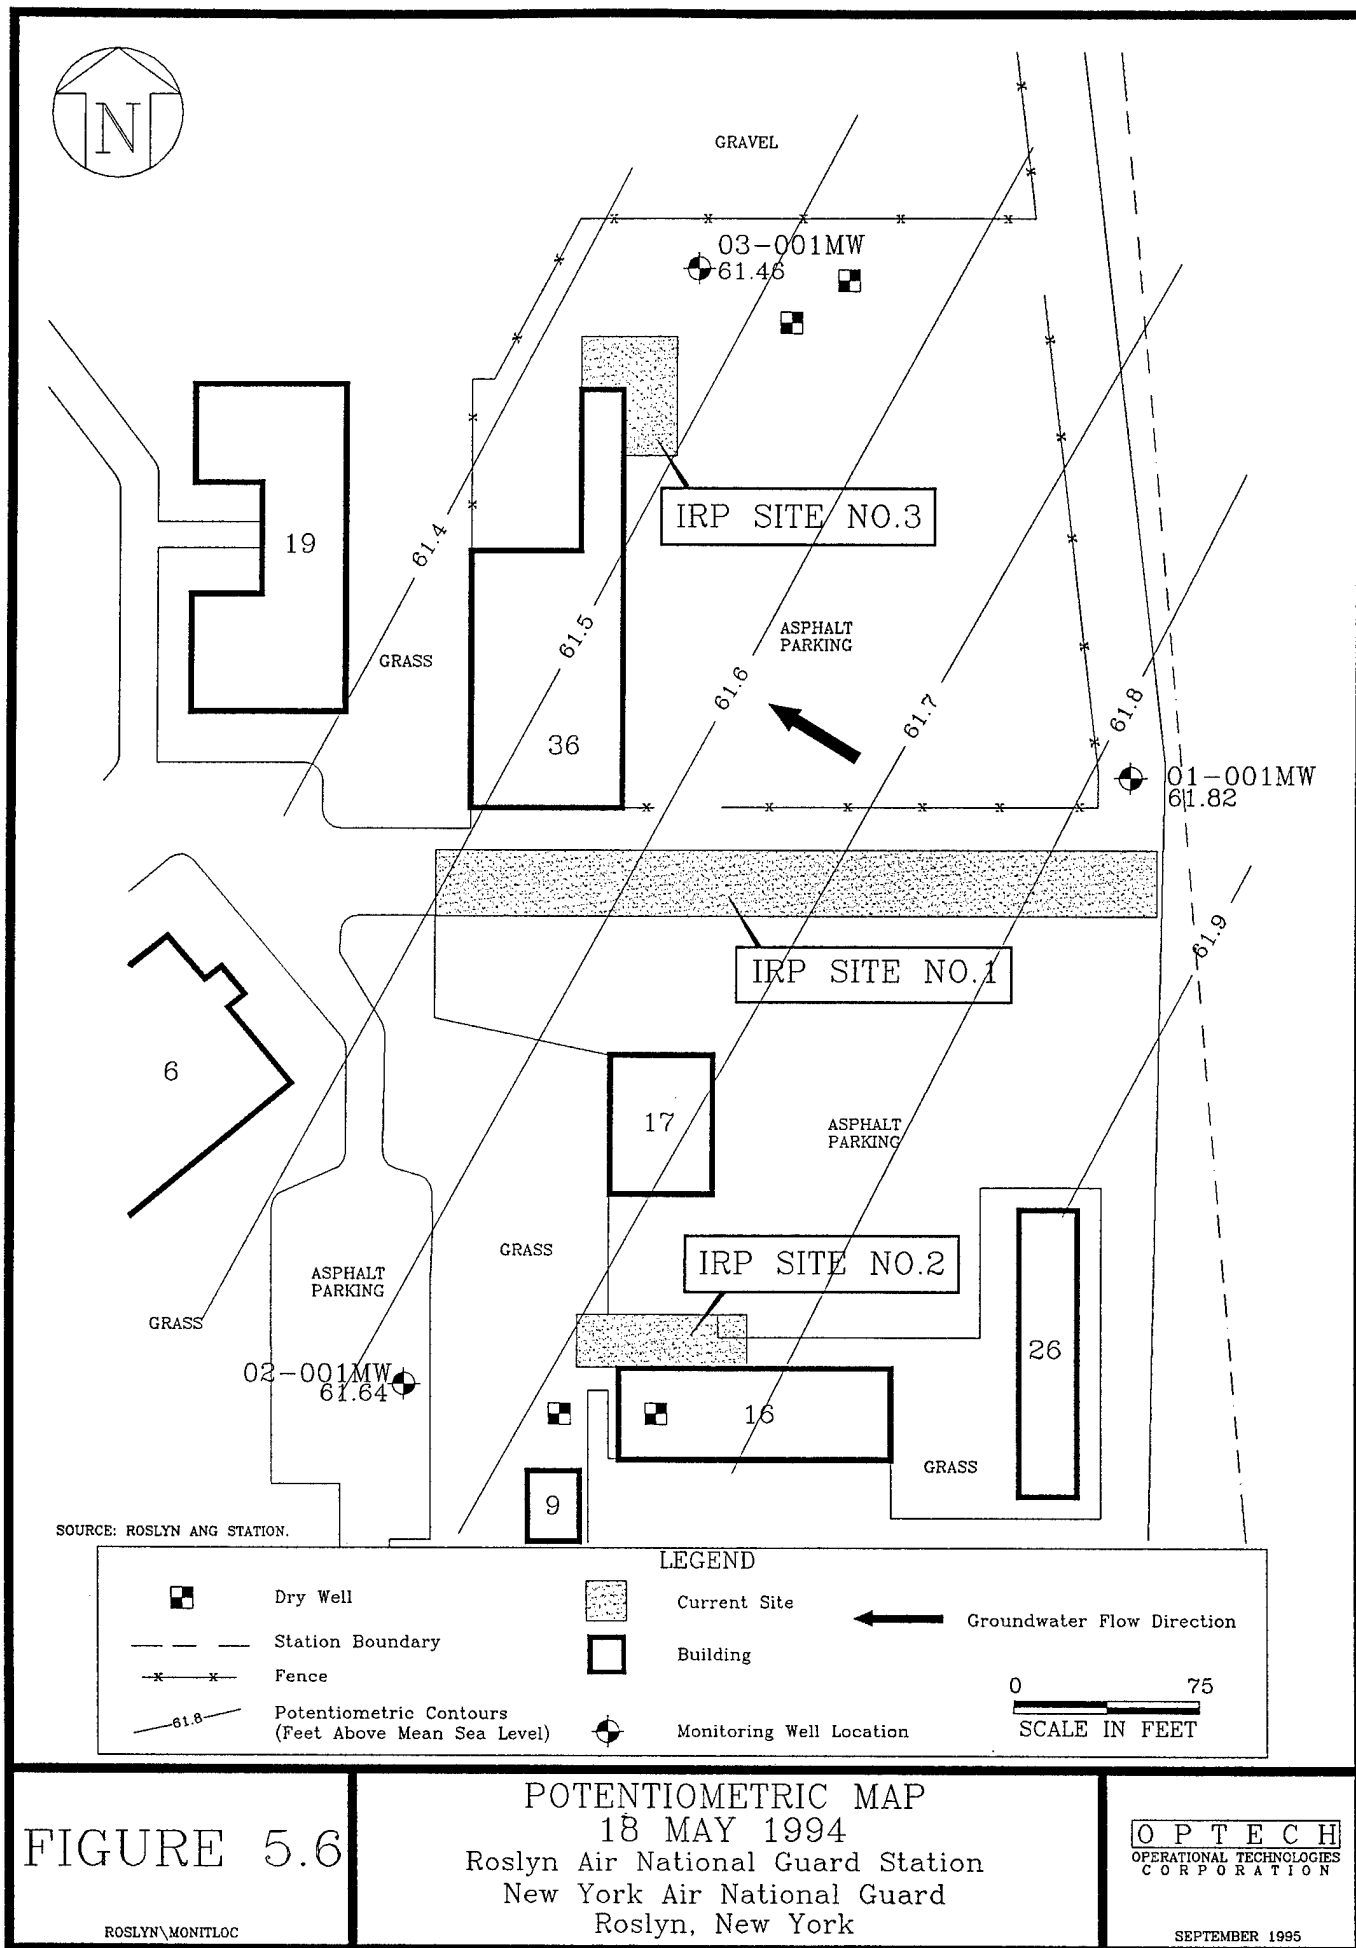 N
GRAVEL
03-001MW
61.46
IRP SITE NO.3
19
61.4
61.5
ASPHALT
PARKING
GRASS
61.6
61.7
61.8
36
01-001MW
61.82
61.9
IRP SITE NO.1
6
17
ASPHALT
PARKING
GRASS
IRP SITE NO.2
ASPHALT
PARKING
GRASS
26
02-001MW
61.64
16
GRASS
9
SOURCE: ROSLYN ANG STATION.
LEGEND
Dry Well
Current Site
Groundwater Flow Direction
Station Boundary
Building
Fence
61.8
Potentiometric Contours
(Feet Above Mean Sea Level)
Monitoring Well Location
0 75
SCALE IN FEET
FIGURE 5.6
ROSLYN\MONITLOC
POTENTIOMETRIC MAP
18 MAY 1994
Roslyn Air National Guard Station
New York Air National Guard
Roslyn, New York
OPTECH
OPERATIONAL TECHNOLOGIES
CORPORATION
SEPTEMBER 1995